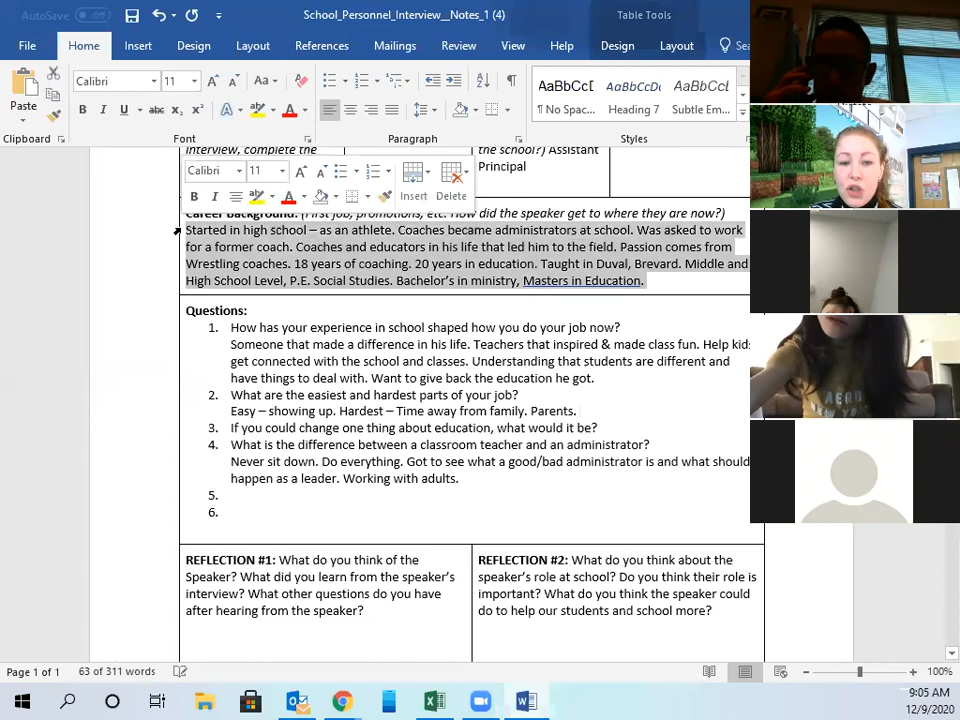 AutoSave Off School_Personnel_Interview__Notes_1 (4) Table Tools
File Home Insert Design Layout References Mailings Review View Help Design Layout Sea
Calibri 11 Aa AaBbCcD AaBbCcDc AaBbCcL
Paste ¶ No Spac... Heading 7 Subtle Em...
Clipboard Font Paragraph Styles
interview, complete the the school?) Assistant
Principal
Calibri 11
Insert Delete
Career Background: (First job, promotions, etc. How did the speaker get to where they are now?)
Started in high school – as an athlete. Coaches became administrators at school. Was asked to work
for a former coach. Coaches and educators in his life that led him to the field. Passion comes from
Wrestling coaches. 18 years of coaching. 20 years in education. Taught in Duval, Brevard. Middle and
High School Level, P.E. Social Studies. Bachelor's in ministry, Masters in Education.
Questions:
1. How has your experience in school shaped how you do your job now?
Someone that made a difference in his life. Teachers that inspired & made class fun. Help kids
get connected with the school and classes. Understanding that students are different and
have things to deal with. Want to give back the education he got.
2. What are the easiest and hardest parts of your job?
Easy – showing up. Hardest – Time away from family. Parents.
3. If you could change one thing about education, what would it be?
4. What is the difference between a classroom teacher and an administrator?
Never sit down. Do everything. Got to see what a good/bad administrator is and what should
happen as a leader. Working with adults.
5.
6.
REFLECTION #1: What do you think of the
Speaker? What did you learn from the speaker's
interview? What other questions do you have
after hearing from the speaker?
REFLECTION #2: What do you think about the
speaker's role at school? Do you think their role is
important? What do you think the speaker could
do to help our students and school more?
Page 1 of 1 63 of 311 words 100%
9:05 AM
12/9/2020